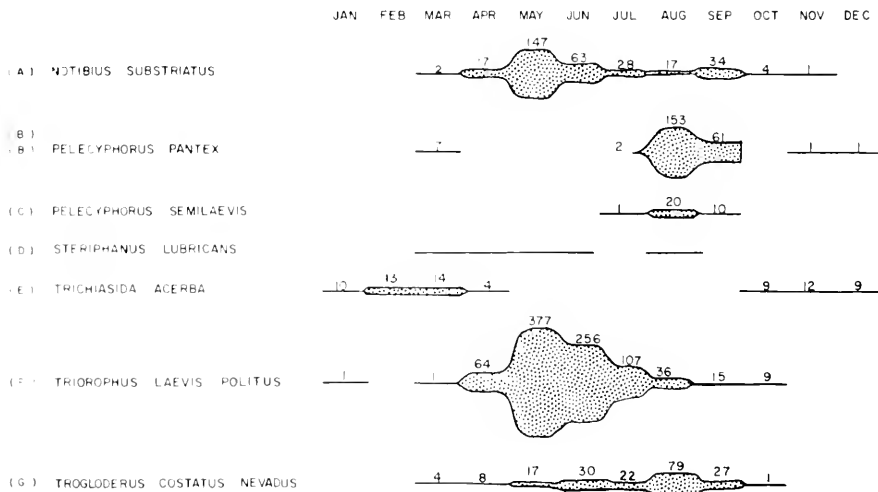 JAN FEB MAR APR MAY JUN JUL AUG SEP OCT NOV DEC
147
17 63 28 17 34
(A) NOTIBIUS SUBSTRIATUS 2 4 1
153
(B) 61
(B) PELECYPHORUS PANTEX 7 2 1 1
20
(C) PELECYPHORUS SEMILAEVIS 1 10
(D) STERIPHANUS LUBRICANS
13 14
(E) TRICHIASIDA ACERBA 10 4 9 12 9
377
256
64 107
36
(F) TRIOROPHUS LAEVIS POLITUS 1 1 15 9
79
17 30 22 27
(G) TROGLODERUS COSTATUS NEVADUS 4 8 1